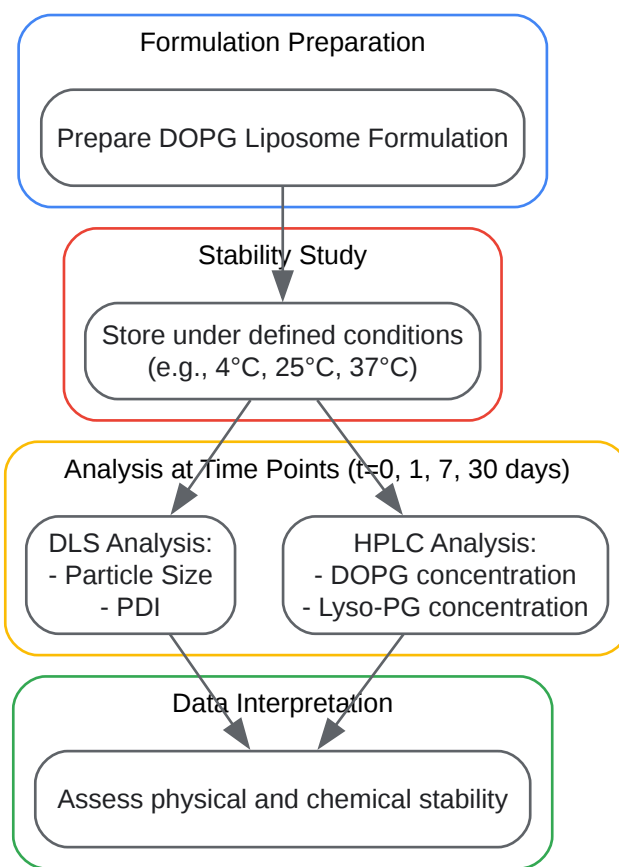 Formulation Preparation
Prepare DOPG Liposome Formulation
Stability Study
Store under defined conditions
(e.g., 4°C, 25°C, 37°C)
Analysis at Time Points (t=0, 1, 7, 30 days)
DLS Analysis:
- Particle Size
- PDI
HPLC Analysis:
- DOPG concentration
- Lyso-PG concentration
Data Interpretation
Assess physical and chemical stability